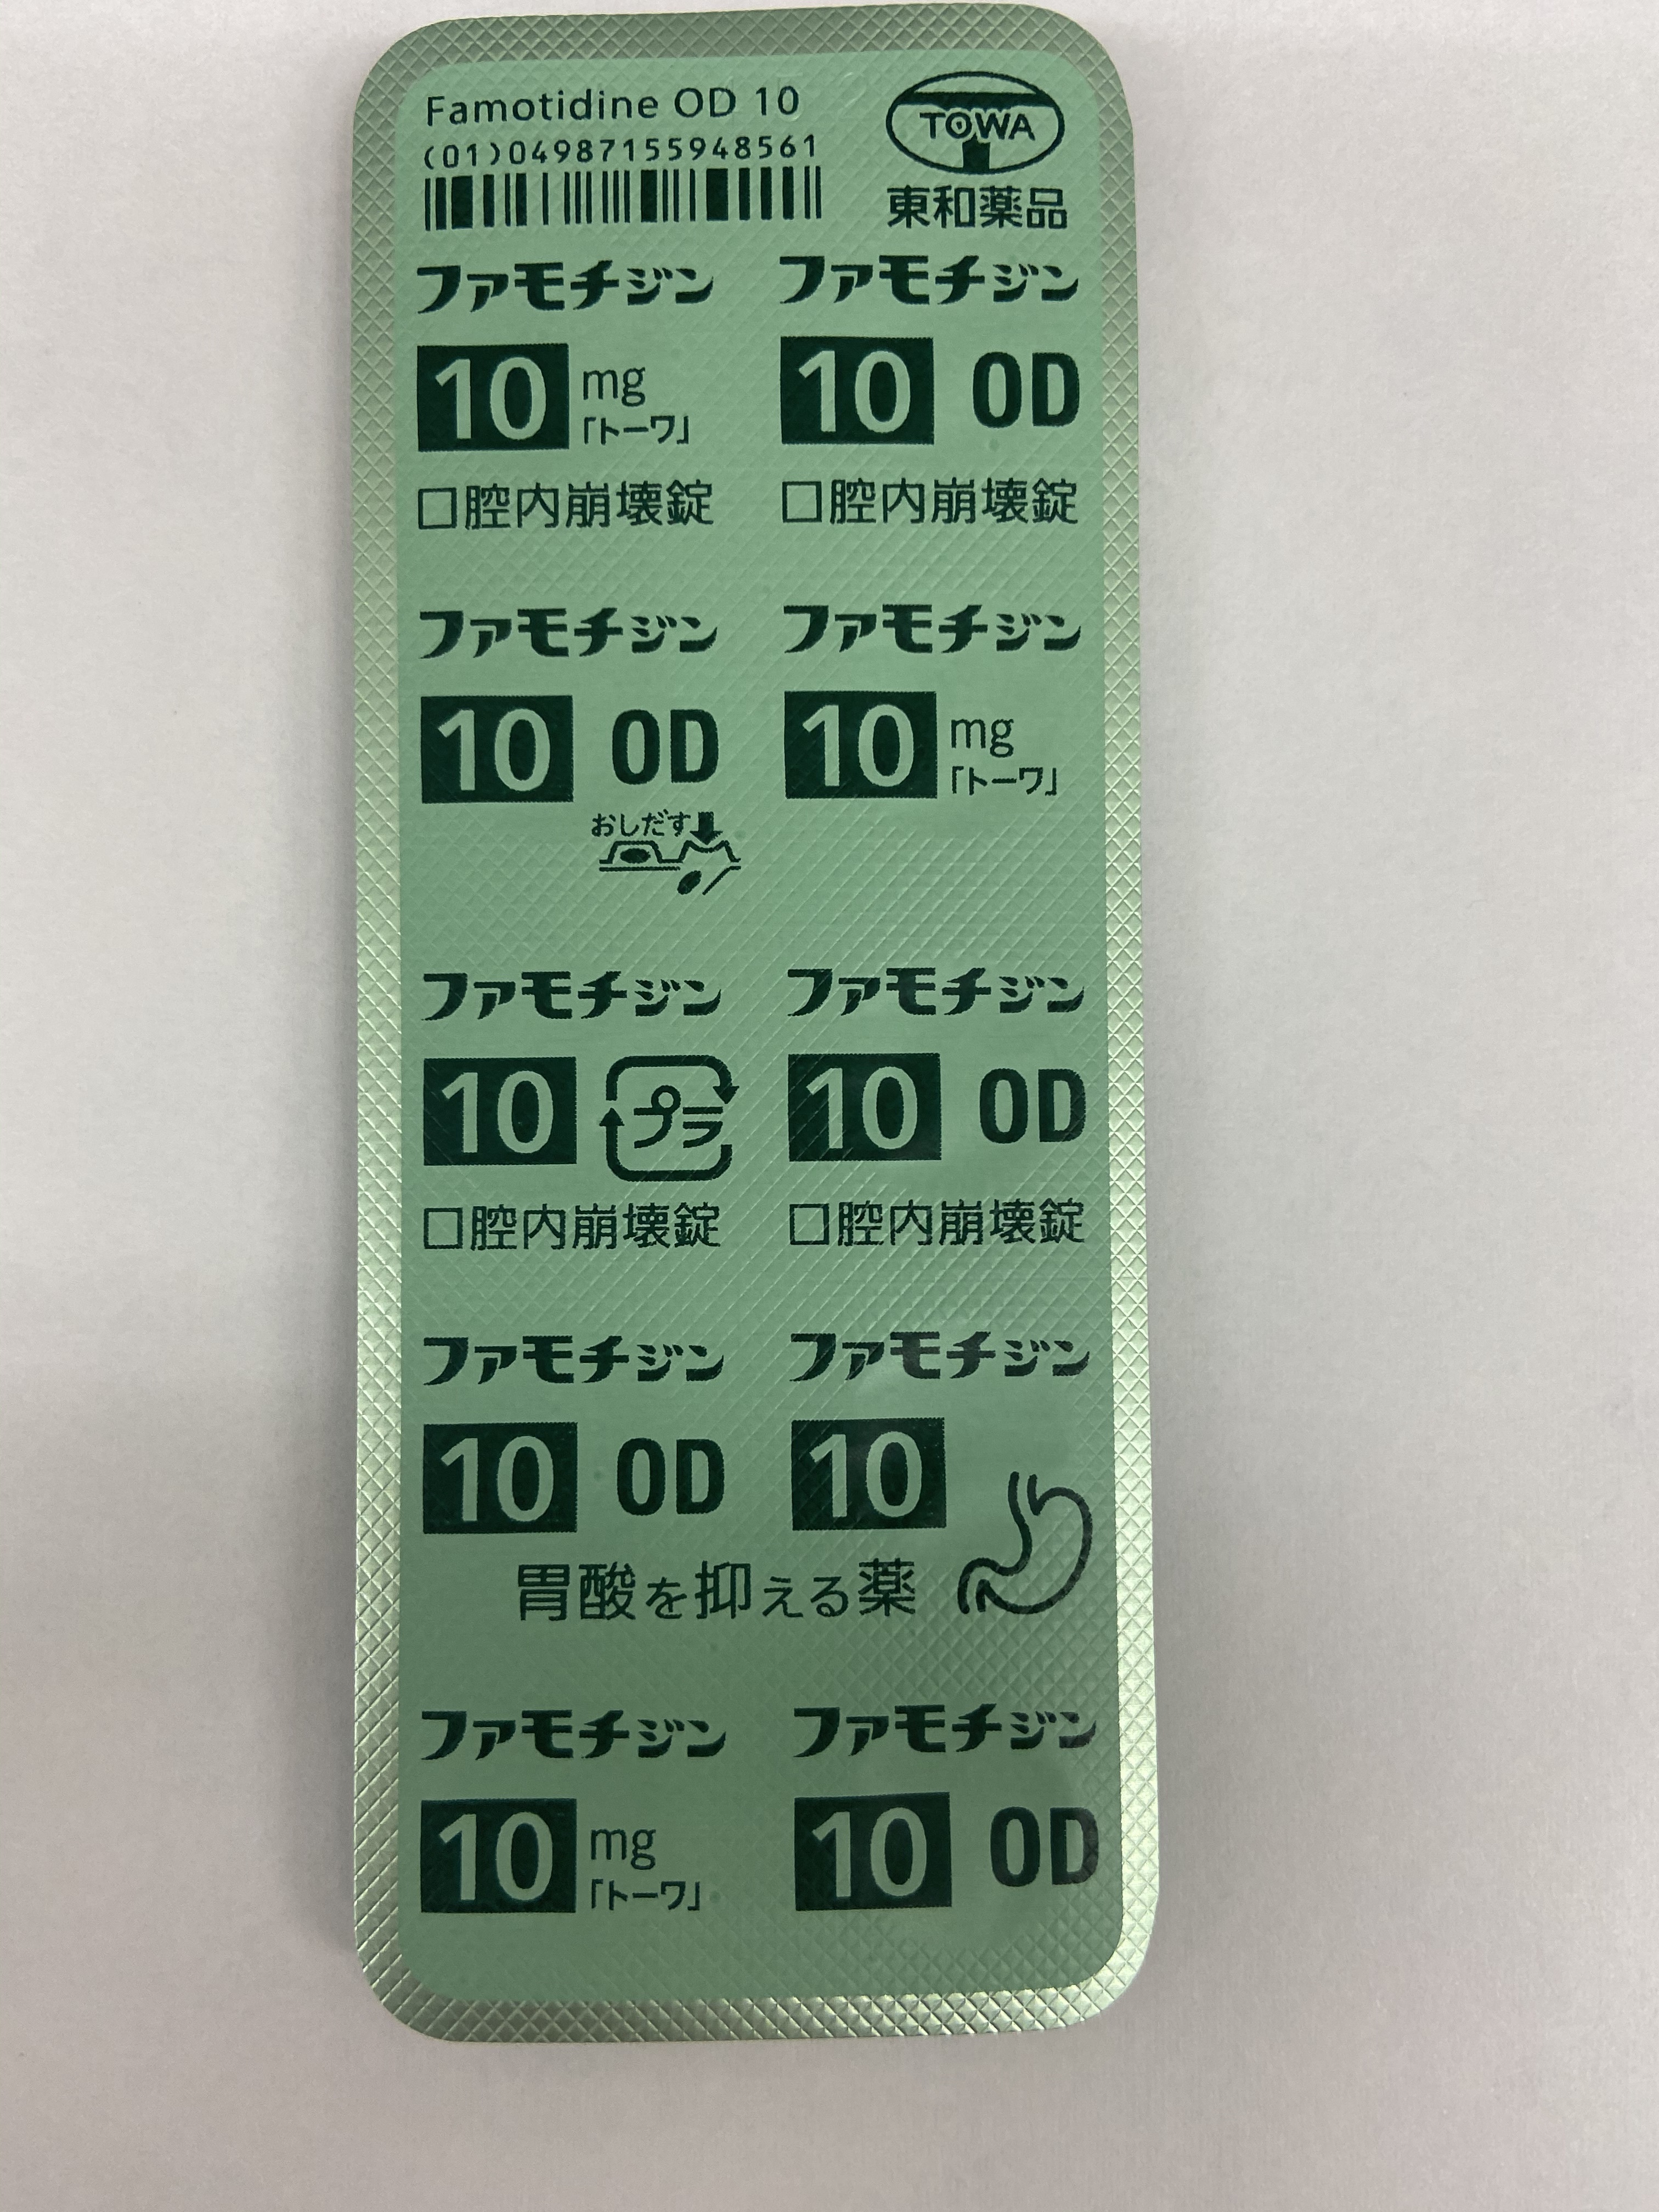 Famotidine OD 10
(01)04987155948561
TOWA
東和薬品
ファモチジン ファモチジン
10 mg「トーワ」 10 OD
口腔内崩壊錠 口腔内崩壊錠
ファモチジン ファモチジン
10 OD 10 mg「トーワ」
おしだす
ファモチジン ファモチジン
10 プラ 10 OD
口腔内崩壊錠 口腔内崩壊錠
ファモチジン ファモチジン
10 OD 10
胃酸を抑える薬
ファモチジン ファモチジン
10 mg「トーワ」 10 OD